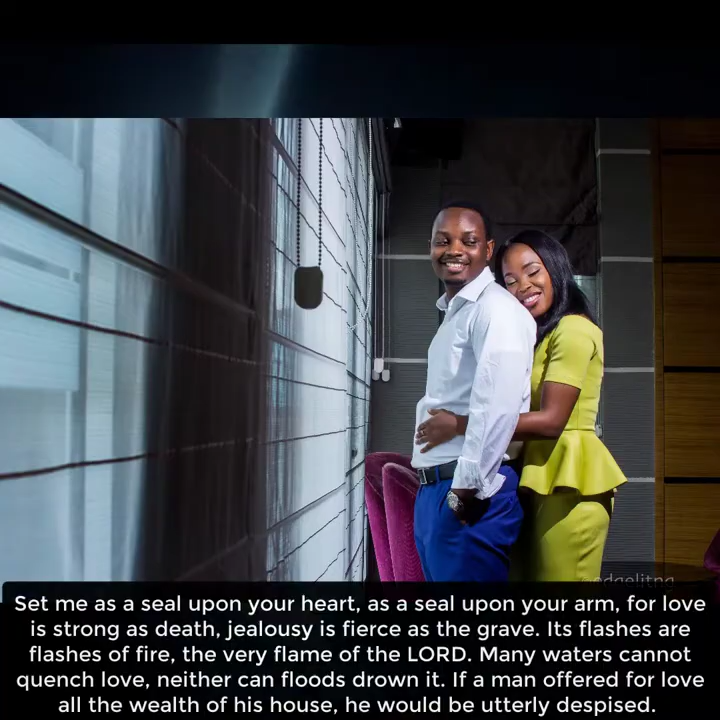 Set me as a seal upon your heart, as a seal upon your arm, for love
is strong as death, jealousy is fierce as the grave. Its flashes are
flashes of fire, the very flame of the LORD. Many waters cannot
quench love, neither can floods drown it. If a man offered for love
all the wealth of his house, he would be utterly despised.